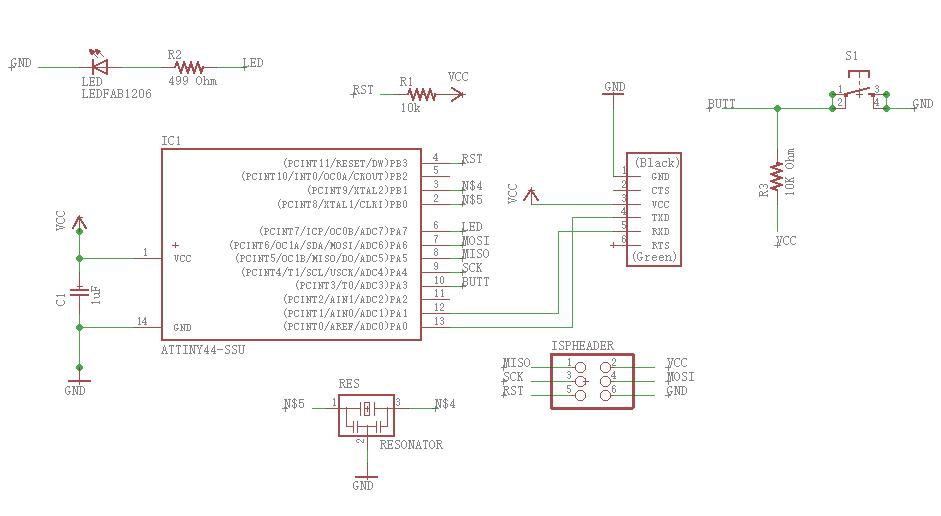 GND
LED
LEDFAB1206
R2
499 Ohm
LED
RST
R1
10k
VCC
GND
S1
BUTT
1
2
3
4
GND
R3
10K Ohm
VCC
IC1
(PCINT11/RESET/DW)PB3 4 RST
(PCINT10/INT0/OC0A/CKOUT)PB2 5
(PCINT9/XTAL2)PB1 3 N$4
(PCINT8/XTAL1/CLKI)PB0 2 N$5
(PCINT7/ICP/OC0B/ADC7)PA7 6 LED
(PCINT6/OC1A/SDA/MOSI/ADC6)PA6 7 MOSI
(PCINT5/OC1B/MISO/DO/ADC5)PA5 8 MISO
(PCINT4/T1/SCL/USCK/ADC4)PA4 9 SCK
(PCINT3/T0/ADC3)PA3 10 BUTT
(PCINT2/AIN1/ADC2)PA2 11
(PCINT1/AIN0/ADC1)PA1 12
(PCINT0/AREF/ADC0)PA0 13
1 VCC
14 GND
ATTINY44-SSU
VCC
C1
1uF
GND
VCC
(Black)
1 GND
2 CTS
3 VCC
4 TXD
5 RXD
6 RTS
(Green)
ISPHEADER
MISO 1 2 VCC
SCK 3 4 MOSI
RST 5 6 GND
RES
N$5 1 3 N$4
2
RESONATOR
GND